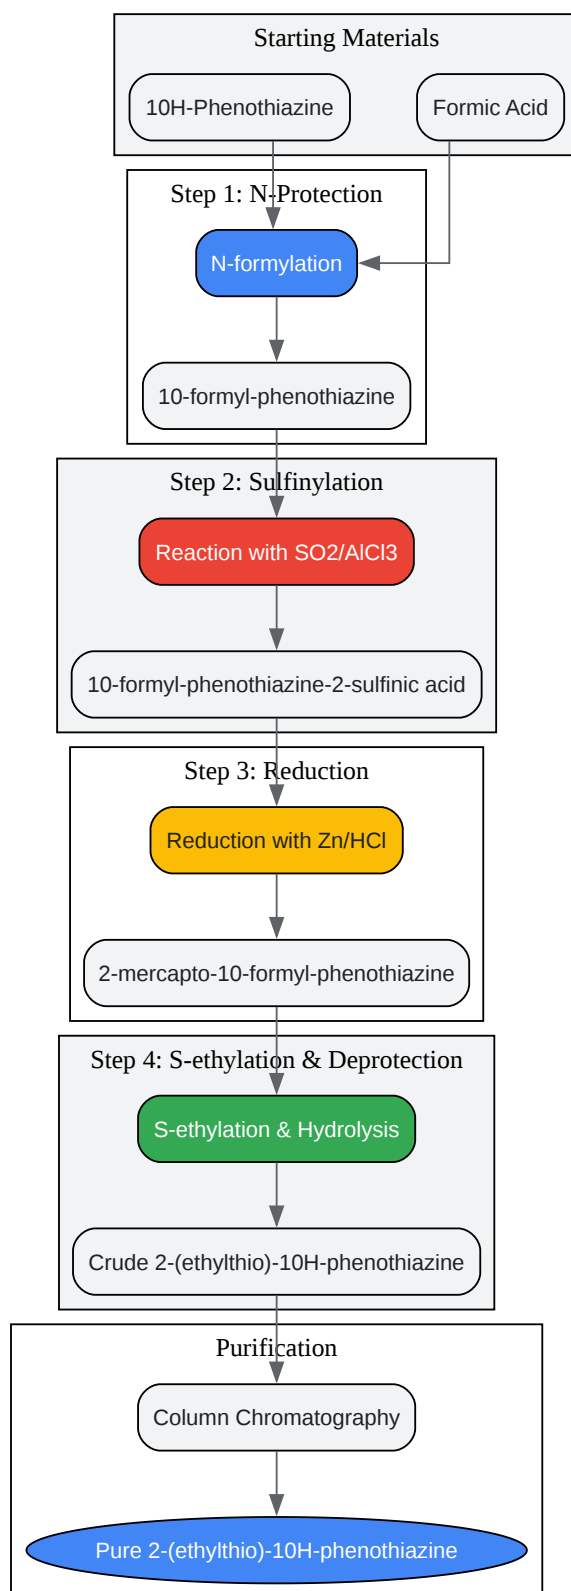 Starting Materials
10H-Phenothiazine
Formic Acid
Step 1: N-Protection
N-formylation
10-formyl-phenothiazine
Step 2: Sulfinylation
Reaction with SO2/AlCl3
10-formyl-phenothiazine-2-sulfinic acid
Step 3: Reduction
Reduction with Zn/HCl
2-mercapto-10-formyl-phenothiazine
Step 4: S-ethylation & Deprotection
S-ethylation & Hydrolysis
Crude 2-(ethylthio)-10H-phenothiazine
Purification
Column Chromatography
Pure 2-(ethylthio)-10H-phenothiazine